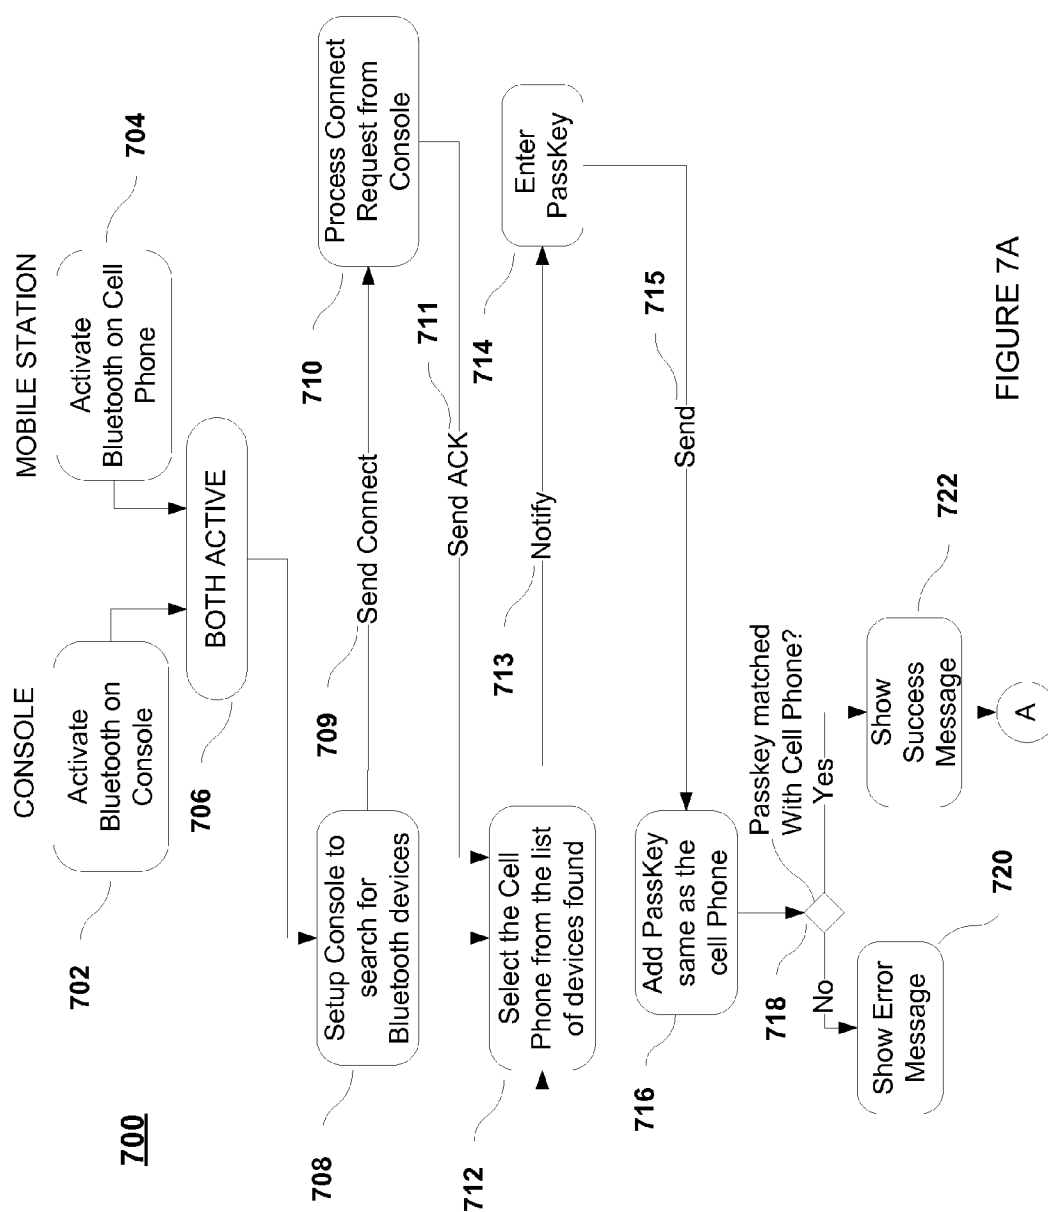 700
CONSOLE
MOBILE STATION
702
Activate
Bluetooth on
Console
Activate
Bluetooth on Cell
Phone
704
706
BOTH ACTIVE
708
Setup Console to
search for
Bluetooth devices
709
Send Connect
710
Process Connect
Request from
Console
711
Send ACK
712
Select the Cell
Phone from the list
of devices found
713
Notify
714
Enter
PassKey
715
Send
716
Add PassKey
same as the
cell Phone
718
Passkey matched
With Cell Phone?
No
Yes
Show Error
Message
720
Show
Success
Message
722
A
FIGURE 7A